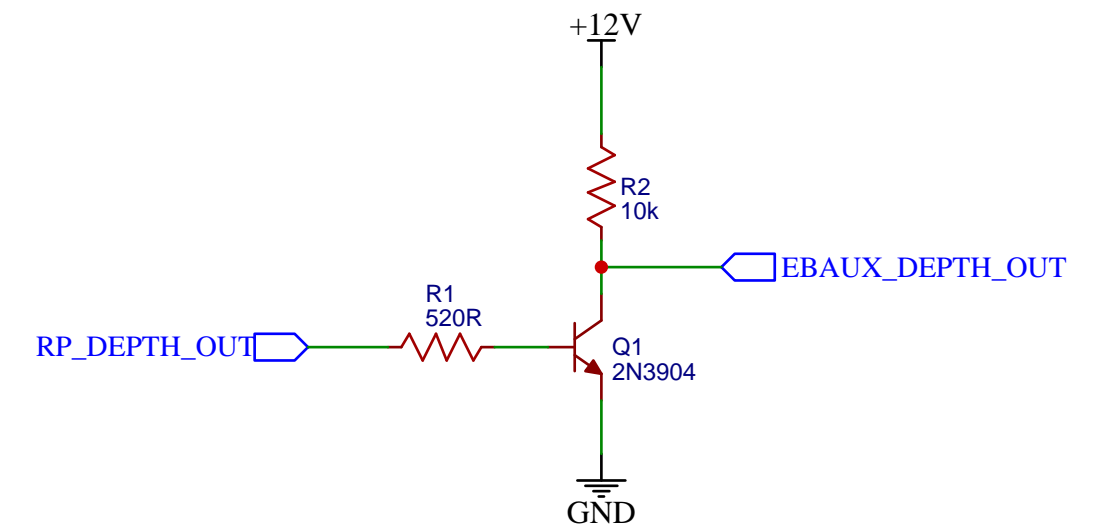 +12V
R2
10k
EBAUX_DEPTH_OUT
R1
520R
RP_DEPTH_OUT
Q1
2N3904
GND